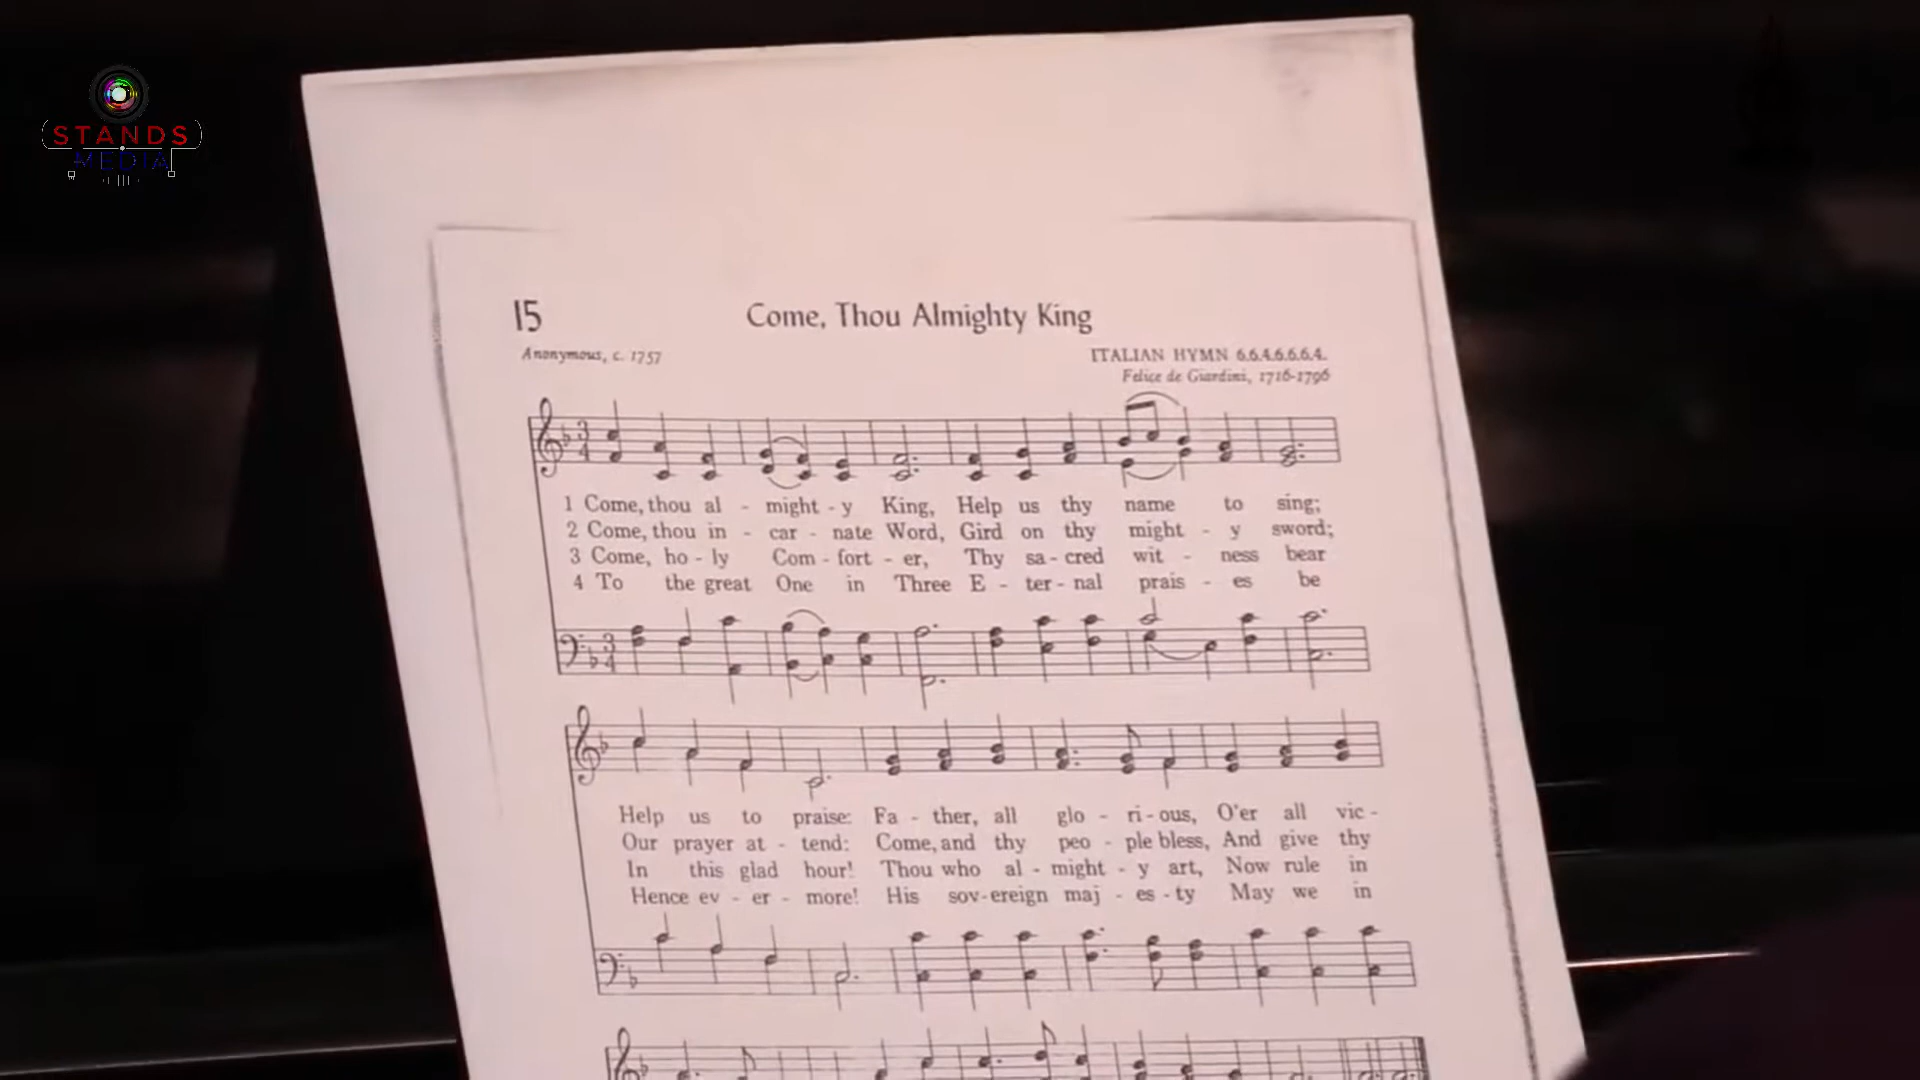 STANDS
MEDIA
15
Come, Thou Almighty King
Anonymous, c. 1757
ITALIAN HYMN 6.6.4.6.6.6.4.
Felice de Giardini, 1716-1796
3
4
1 Come, thou al - might - y King, Help us thy name to sing;
2 Come, thou in - car - nate Word, Gird on thy might - y sword;
3 Come, ho - ly Com - fort - er, Thy sa - cred wit - ness bear
4 To the great One in Three E - ter - nal prais - es be
3
4
Help us to praise: Fa - ther, all glo - ri - ous, O'er all vic -
Our prayer at - tend: Come, and thy peo - ple bless, And give thy
In this glad hour! Thou who al - might - y art, Now rule in
Hence ev - er - more! His sov - ereign maj - es - ty May we in